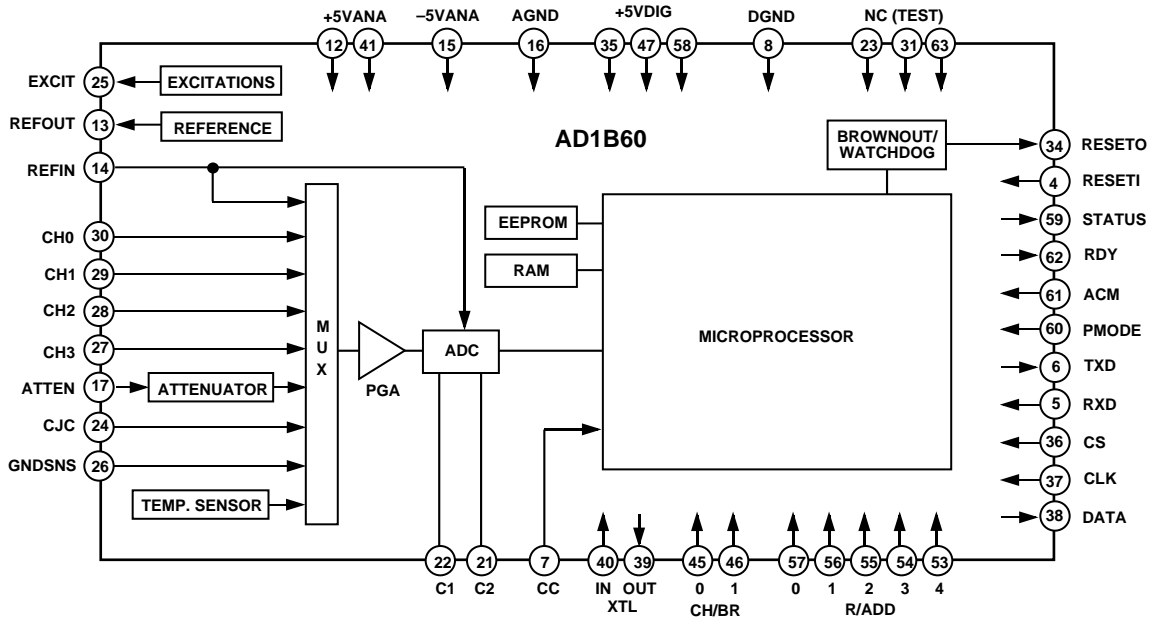 +5VANA –5VANA AGND +5VDIG DGND NC (TEST)
12 41 15 16 35 47 58 8 23 31 63
EXCIT 25 EXCITATIONS
REFOUT 13 REFERENCE
REFIN 14
AD1B60
BROWNOUT/
WATCHDOG
34 RESETO
4 RESETI
59 STATUS
62 RDY
61 ACM
60 PMODE
6 TXD
5 RXD
36 CS
37 CLK
38 DATA
EEPROM
RAM
MICROPROCESSOR
CH0 30
CH1 29
CH2 28
CH3 27
ATTEN 17 ATTENUATOR
CJC 24
GNDSNS 26
TEMP. SENSOR
M
U
X
PGA
ADC
22 21 7 40 39 45 46 57 56 55 54 53
C1 C2 CC IN OUT 0 1 0 1 2 3 4
XTL CH/BR R/ADD